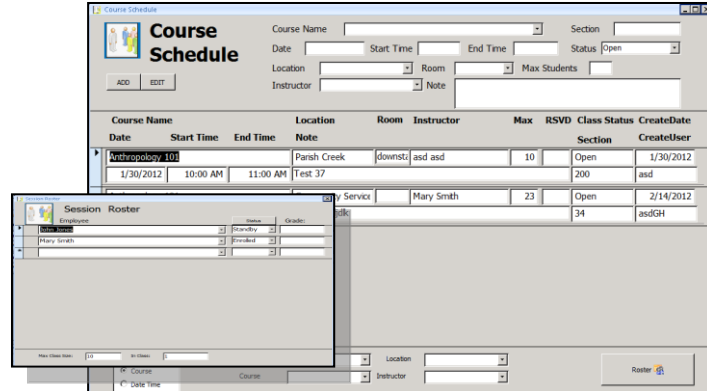 Course Schedule
Course Schedule
Course Name
Section
Date
Start Time
End Time
Status Open
Location
Room
Max Students
Instructor
Note
ADD EDIT
Course Name Location Room Instructor Max RSVD Class Status CreateDate
Date Start Time End Time Note Section CreateUser
Anthropology 101 Parish Creek downsta asd asd 10 Open 1/30/2012
1/30/2012 10:00 AM 11:00 AM Test 37 200 asd
Servic Mary Smith 23 Open 2/14/2012
34 asdGH
Session Roster
Session Roster
Employee Status Grade:
John Jones Standby
Mary Smith Enrolled
Max Class Size: 10 In Class: 1
Location
Course Course Instructor
Date Time
Roster